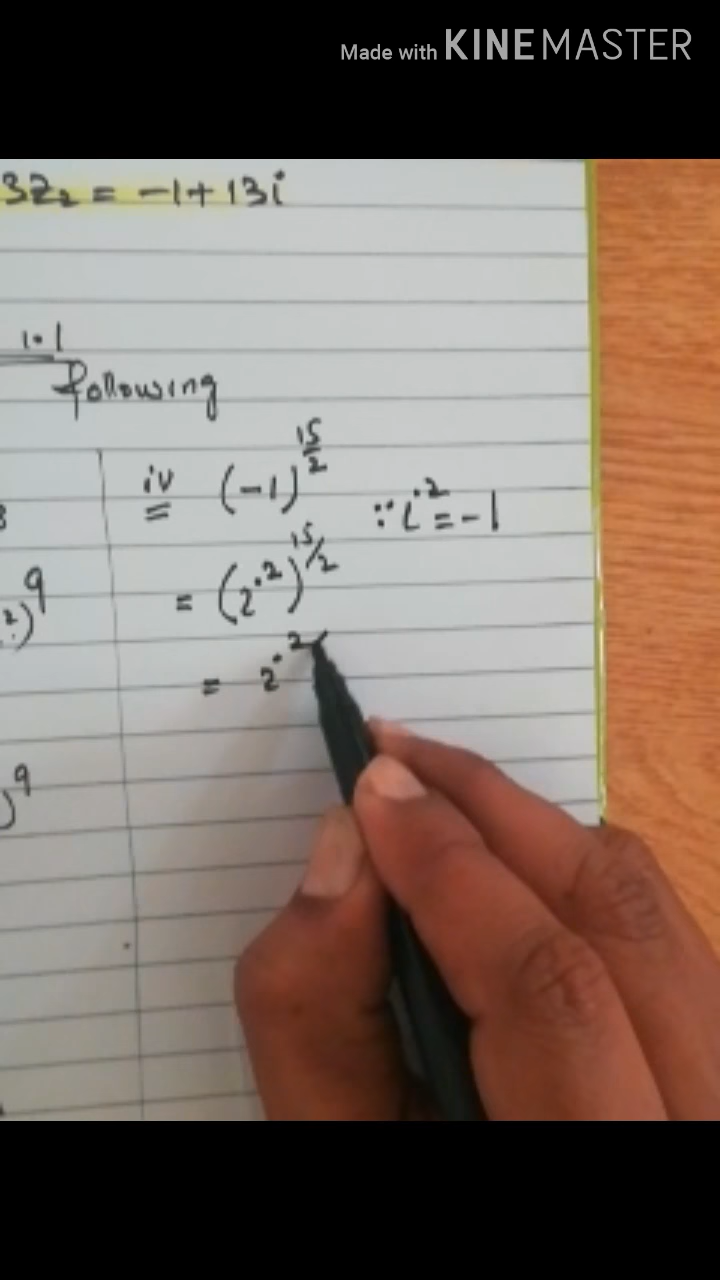 Made with KINEMASTER
3Z₂ = -1 + 13i
1.1
Following
iv (-1)^15/2
∵ i² = -1
= (i²)^15/2
9
= i²
)⁹